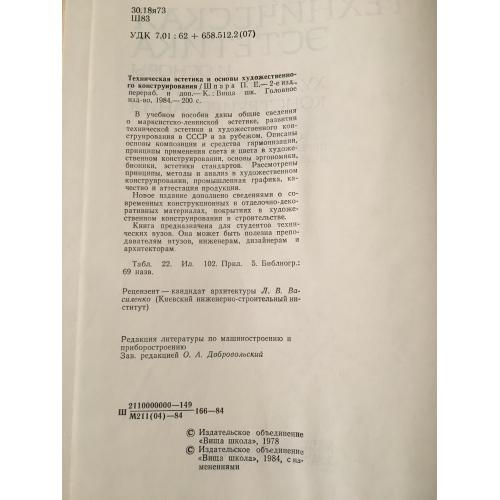 30.18я73
Ш83
УДК 7.01 : 62 + 658.512.2 (07)
Техническая эстетика и основы художественно-
го конструирования / Шпара П. Е.— 2-е изд.,
перераб. и доп.— К. : Вища шк. Головное
изд-во, 1984.— 200 с.
В учебном пособии даны общие сведения
о марксистско-ленинской эстетике, развитии
технической эстетики и художественного конст-
руирования в СССР и за рубежом. Описаны
основы композиции и средства гармонизации,
принципы применения света и цвета в художе-
ственном конструировании, основы эргономики,
бионики, эстетики стандартов. Рассмотрены
принципы, методы и анализ в художественном
конструировании, промышленная графика, ка-
чество и аттестация продукции.
Новое издание дополнено сведениями о со-
временных конструкционных и отделочно-деко-
ративных материалах, покрытиях в художе-
ственном конструировании в строительстве.
Книга предназначена для студентов техни-
ческих вузов. Она может быть полезна препо-
давателям втузов, инженерам, дизайнерам и
архитекторам.
Табл. 22. Ил. 102. Прил. 5. Библиогр.:
69 назв.
Рецензент — кандидат архитектуры Л. В. Ва-
силенко (Киевский инженерно-строительный ин-
ститут)
Редакция литературы по машиностроению и
приборостроению
Зав. редакцией О. А. Добровольский
Ш 2110000000—149
М211(04)—84 166—84
© Издательское объединение
«Вища школа», 1978
© Издательское объединение
«Вища школа», 1984, с из-
менениями
ТЕХНИЧЕСКАЯ
ЭСТЕТИКА